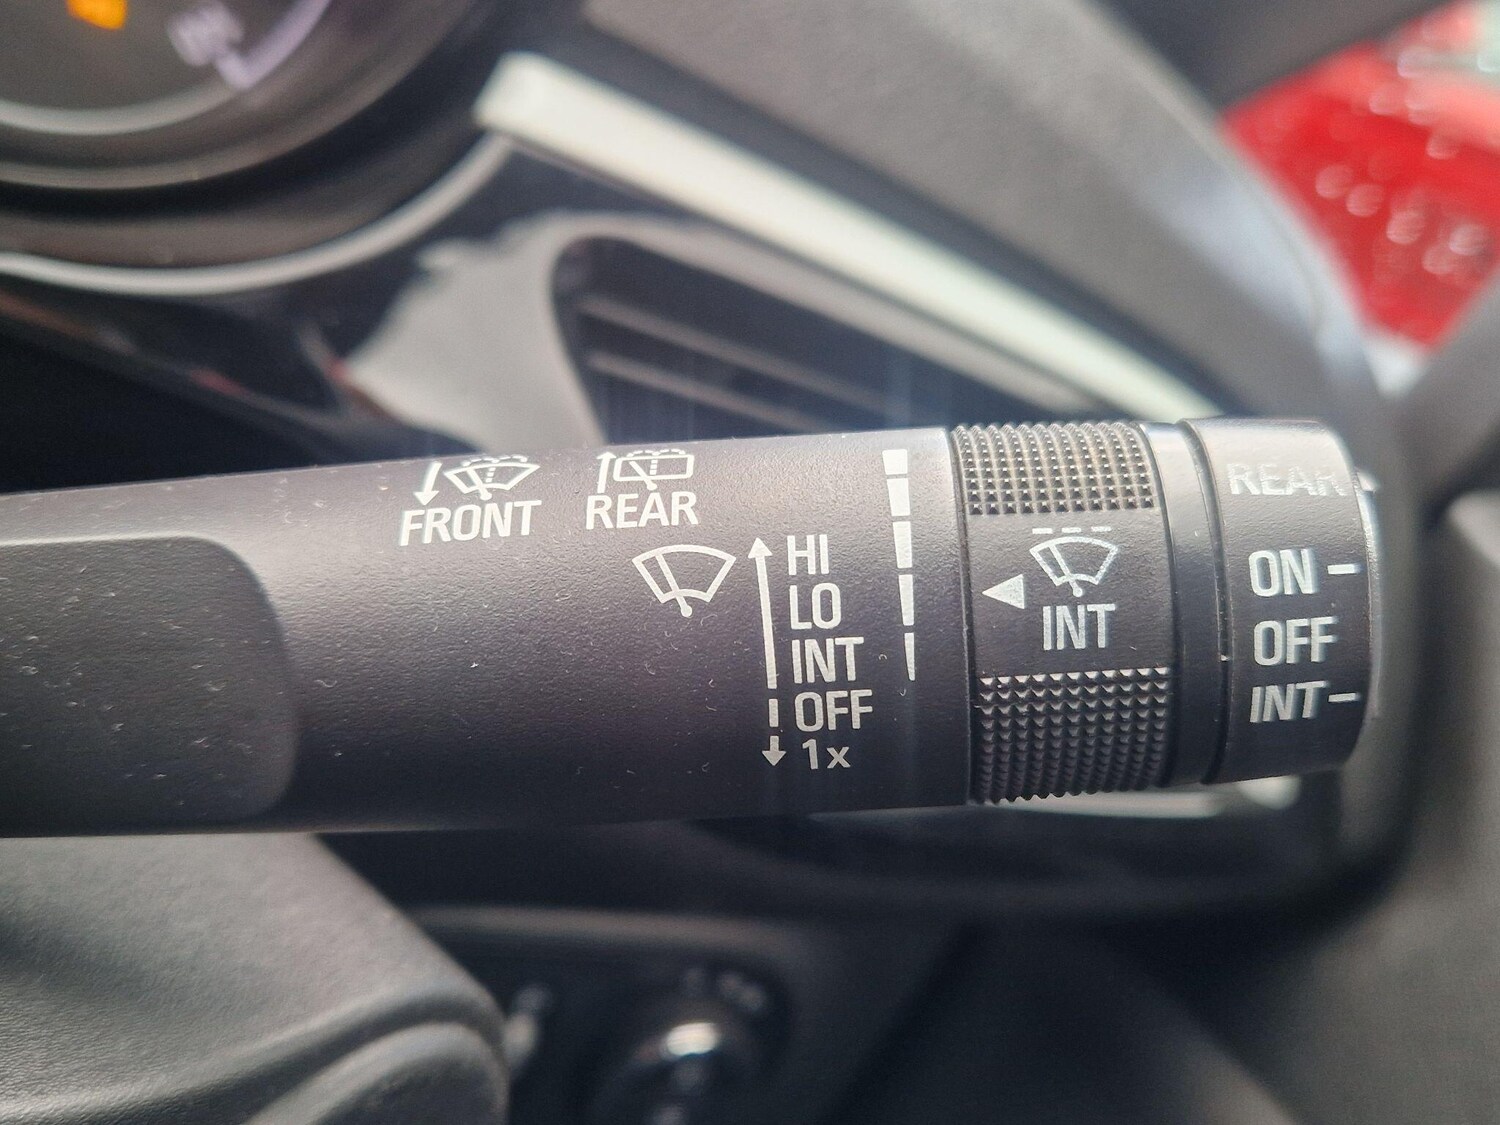 FRONT
REAR
HI
LO
INT
OFF
1x
INT
REAR
ON
OFF
INT